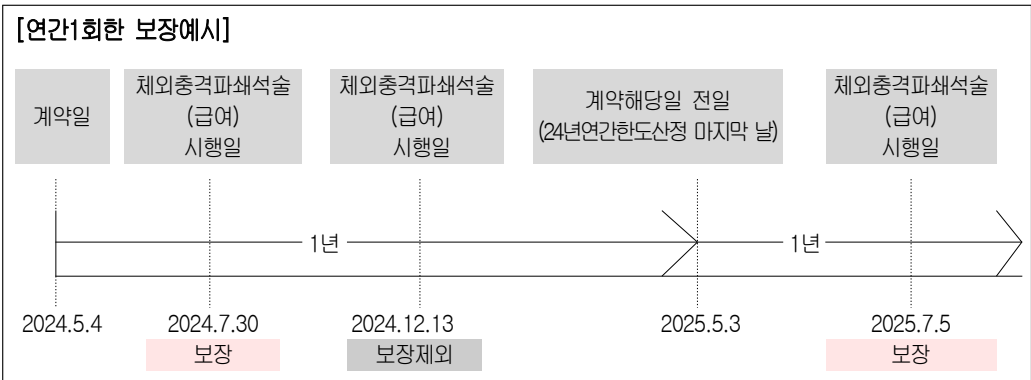 [연간1회한 보장예시]
계약일
체외충격파쇄석술
(급여)
시행일
체외충격파쇄석술
(급여)
시행일
계약해당일 전일
(24년연간한도산정 마지막 날)
체외충격파쇄석술
(급여)
시행일
1년
1년
2024.5.4
2024.7.30
2024.12.13
2025.5.3
2025.7.5
보장
보장제외
보장